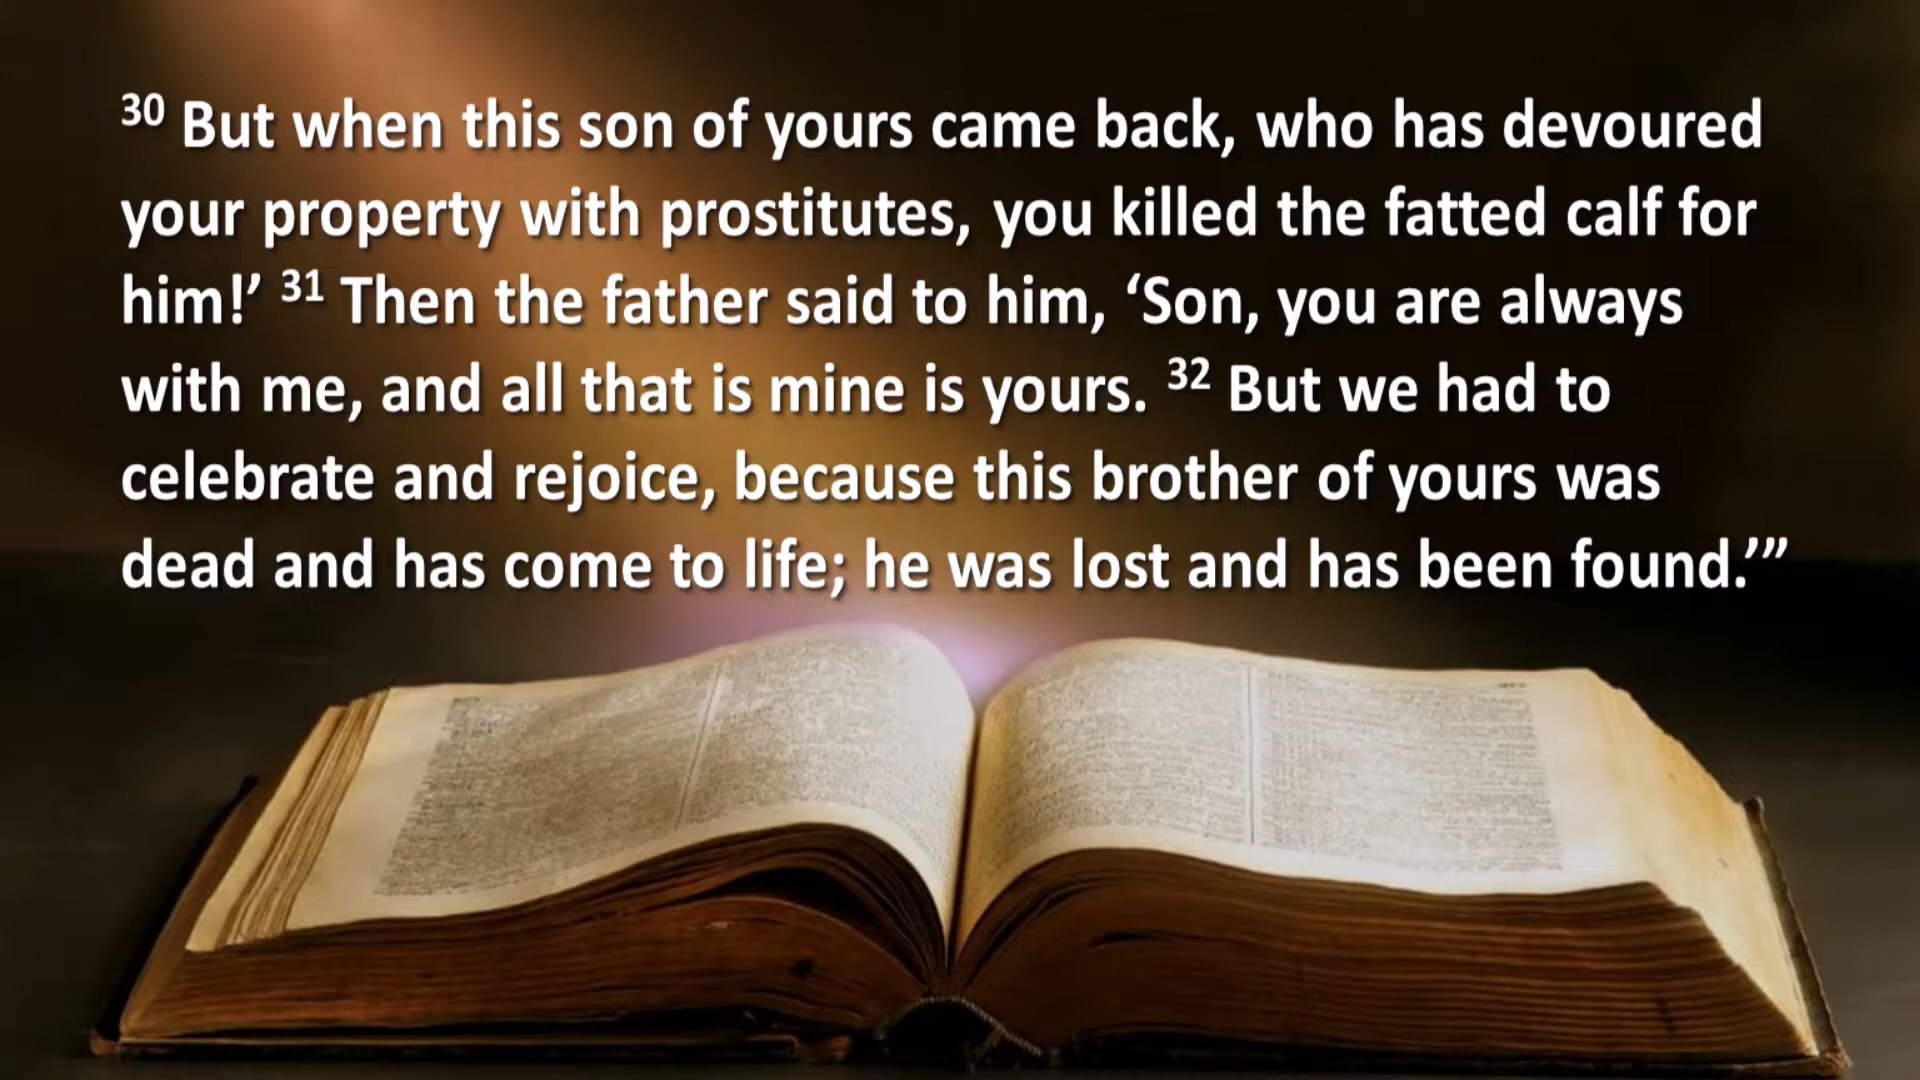 30 But when this son of yours came back, who has devoured
your property with prostitutes, you killed the fatted calf for
him!’ 31 Then the father said to him, ‘Son, you are always
with me, and all that is mine is yours. 32 But we had to
celebrate and rejoice, because this brother of yours was
dead and has come to life; he was lost and has been found.’”